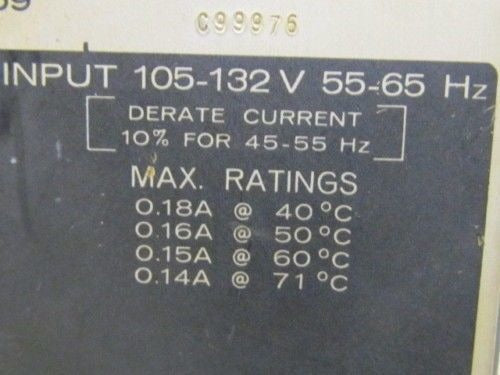 C99976
INPUT 105-132 V 55-65 Hz
DERATE CURRENT
10% FOR 45-55 Hz
MAX. RATINGS
0.18A @ 40 °C
0.16A @ 50 °C
0.15A @ 60 °C
0.14A @ 71 °C